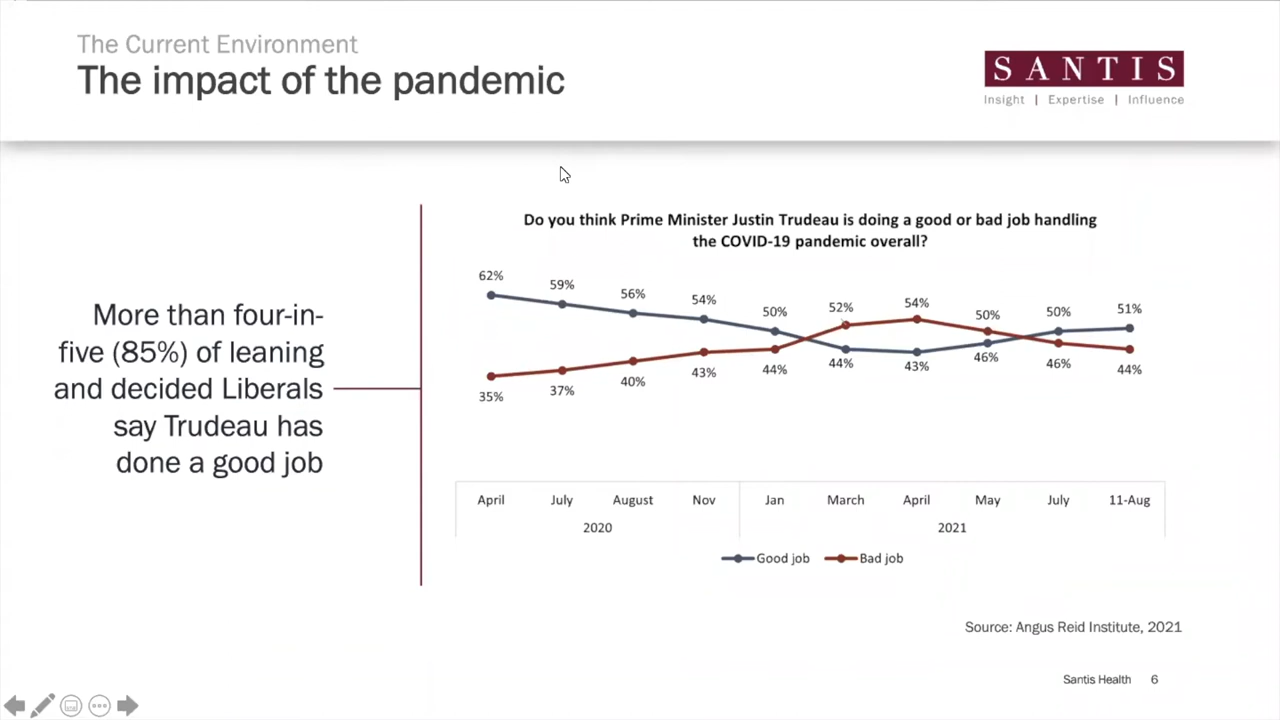 The Current Environment
The impact of the pandemic
SANTIS
Insight | Expertise | Influence
More than four-in-
five (85%) of leaning
and decided Liberals
say Trudeau has
done a good job
Do you think Prime Minister Justin Trudeau is doing a good or bad job handling
the COVID-19 pandemic overall?
62% 59% 56% 54% 50% 52% 54% 50% 50% 51%
35% 37% 40% 43% 44% 44% 43% 46% 46% 44%
April July August Nov Jan March April May July 11-Aug
2020 2021
Good job Bad job
Source: Angus Reid Institute, 2021
Santis Health 6